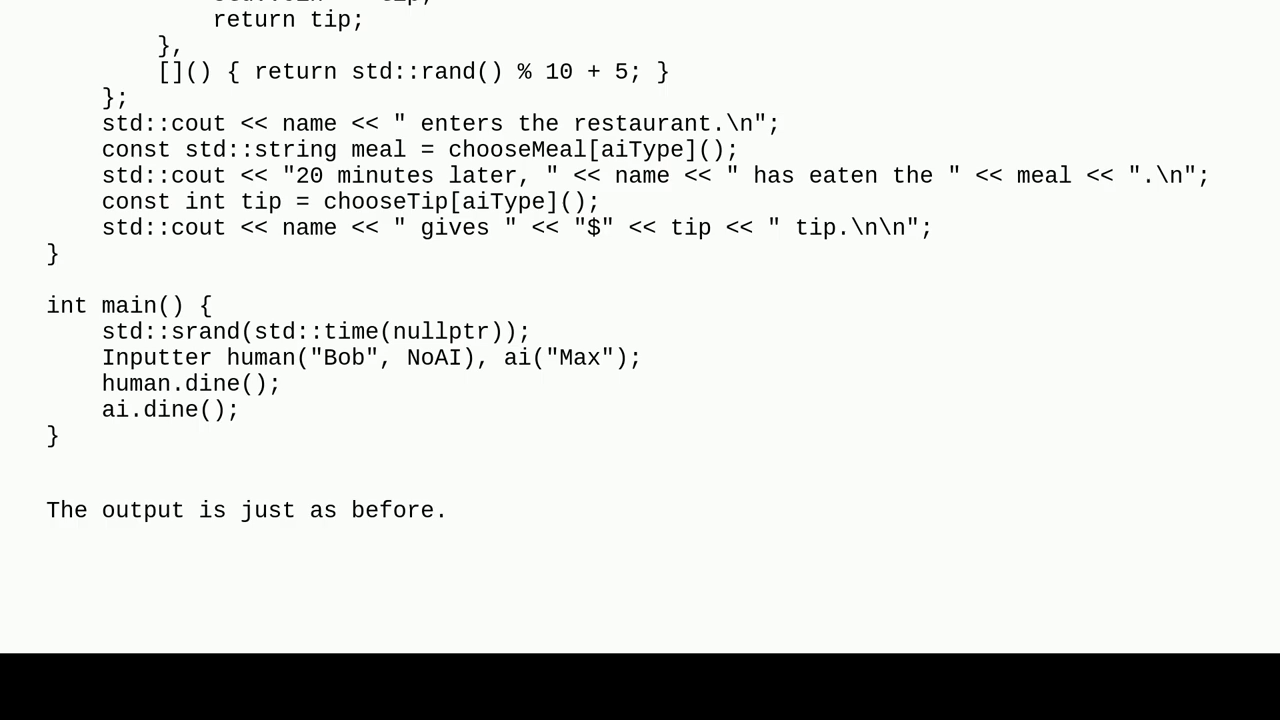 return tip;
},
[]() { return std::rand() % 10 + 5; }
};
std::cout << name << " enters the restaurant.\n";
const std::string meal = chooseMeal[aiType]();
std::cout << "20 minutes later, " << name << " has eaten the " << meal << ".\n";
const int tip = chooseTip[aiType]();
std::cout << name << " gives " << "$" << tip << " tip.\n\n";
}
int main() {
std::srand(std::time(nullptr));
Inputter human("Bob", NoAI), ai("Max");
human.dine();
ai.dine();
}
The output is just as before.